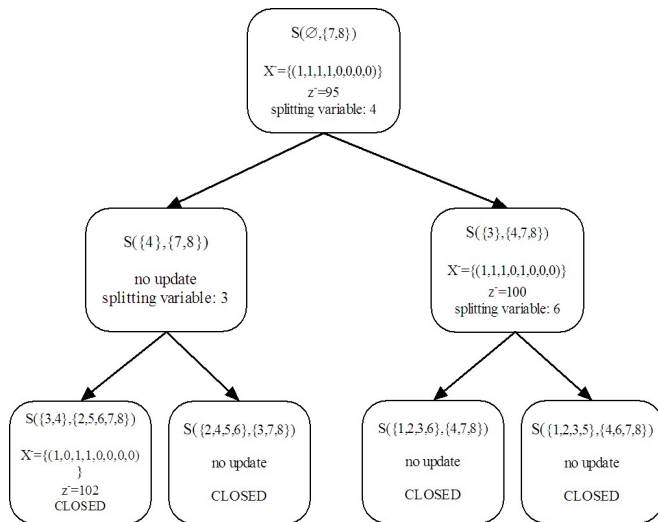 S(∅,{7,8})
X⁻={(1,1,1,1,0,0,0,0)}
z⁻=95
splitting variable: 4
S({4},{7,8})
no update
splitting variable: 3
S({3},{4,7,8})
X⁻={(1,1,1,0,1,0,0,0)}
z⁻=100
splitting variable: 6
S({3,4},{2,5,6,7,8})
X⁻={(1,0,1,1,0,0,0,0)
}
z⁻=102
CLOSED
S({2,4,5,6},{3,7,8})
no update
CLOSED
S({1,2,3,6},{4,7,8})
no update
CLOSED
S({1,2,3,5},{4,6,7,8})
no update
CLOSED